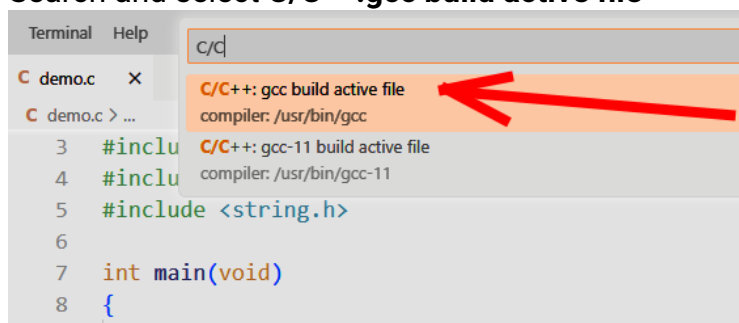 Search and select C/C++:gcc build active file
Terminal Help
C/C
C demo.c ×
C/C++: gcc build active file
compiler: /usr/bin/gcc
C demo.c > ...
C/C++: gcc-11 build active file
compiler: /usr/bin/gcc-11
3 #inclu
4 #inclu
5 #include <string.h>
6
7 int main(void)
8 {